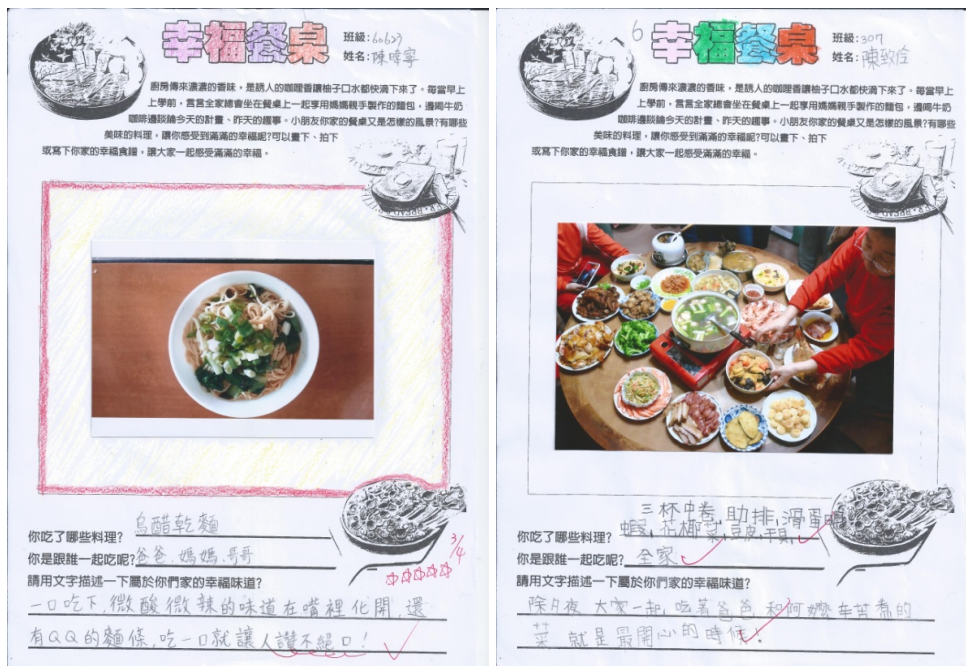 幸福餐桌
班級:60623
姓名:陳暐寧
廚房傳來濃濃的香味，是誘人的咖哩香讓柚子口水都快滴下來了。每當早上
上學前，言言全家總會坐在餐桌上一起享用媽媽親手製作的麵包，邊喝牛奶
咖啡邊談論今天的計畫、昨天的趣事。小朋友你家的餐桌又是怎樣的風景?有哪些
美味的料理，讓你感受到滿滿的幸福呢?可以畫下、拍下
或寫下你家的幸福食譜，讓大家一起感受滿滿的幸福。
你吃了哪些料理? 烏醋乾麵
你是跟誰一起吃呢? 爸爸、媽媽、哥哥
3/4
請用文字描述一下屬於你們家的幸福味道?
一口吃下,微酸微辣的味道在嘴裡化開,還
有QQ的麵條,吃一口就讓人讚不絕口!
6 幸福餐桌
班級:307
姓名:陳致佑
廚房傳來濃濃的香味，是誘人的咖哩香讓柚子口水都快滴下來了。每當早上
上學前，言言全家總會坐在餐桌上一起享用媽媽親手製作的麵包，邊喝牛奶
咖啡邊談論今天的計畫、昨天的趣事。小朋友你家的餐桌又是怎樣的風景?有哪些
美味的料理，讓你感受到滿滿的幸福呢?可以畫下、拍下
或寫下你家的幸福食譜，讓大家一起感受滿滿的幸福。
三杯中卷,肋排,滑蛋
你吃了哪些料理? 蝦,花椰菜,豆皮,干貝,
你是跟誰一起吃呢? 全家
請用文字描述一下屬於你們家的幸福味道?
除夕夜 大家一起,吃著爸爸 和阿嬤辛苦煮的
菜 就是最開心的時候!